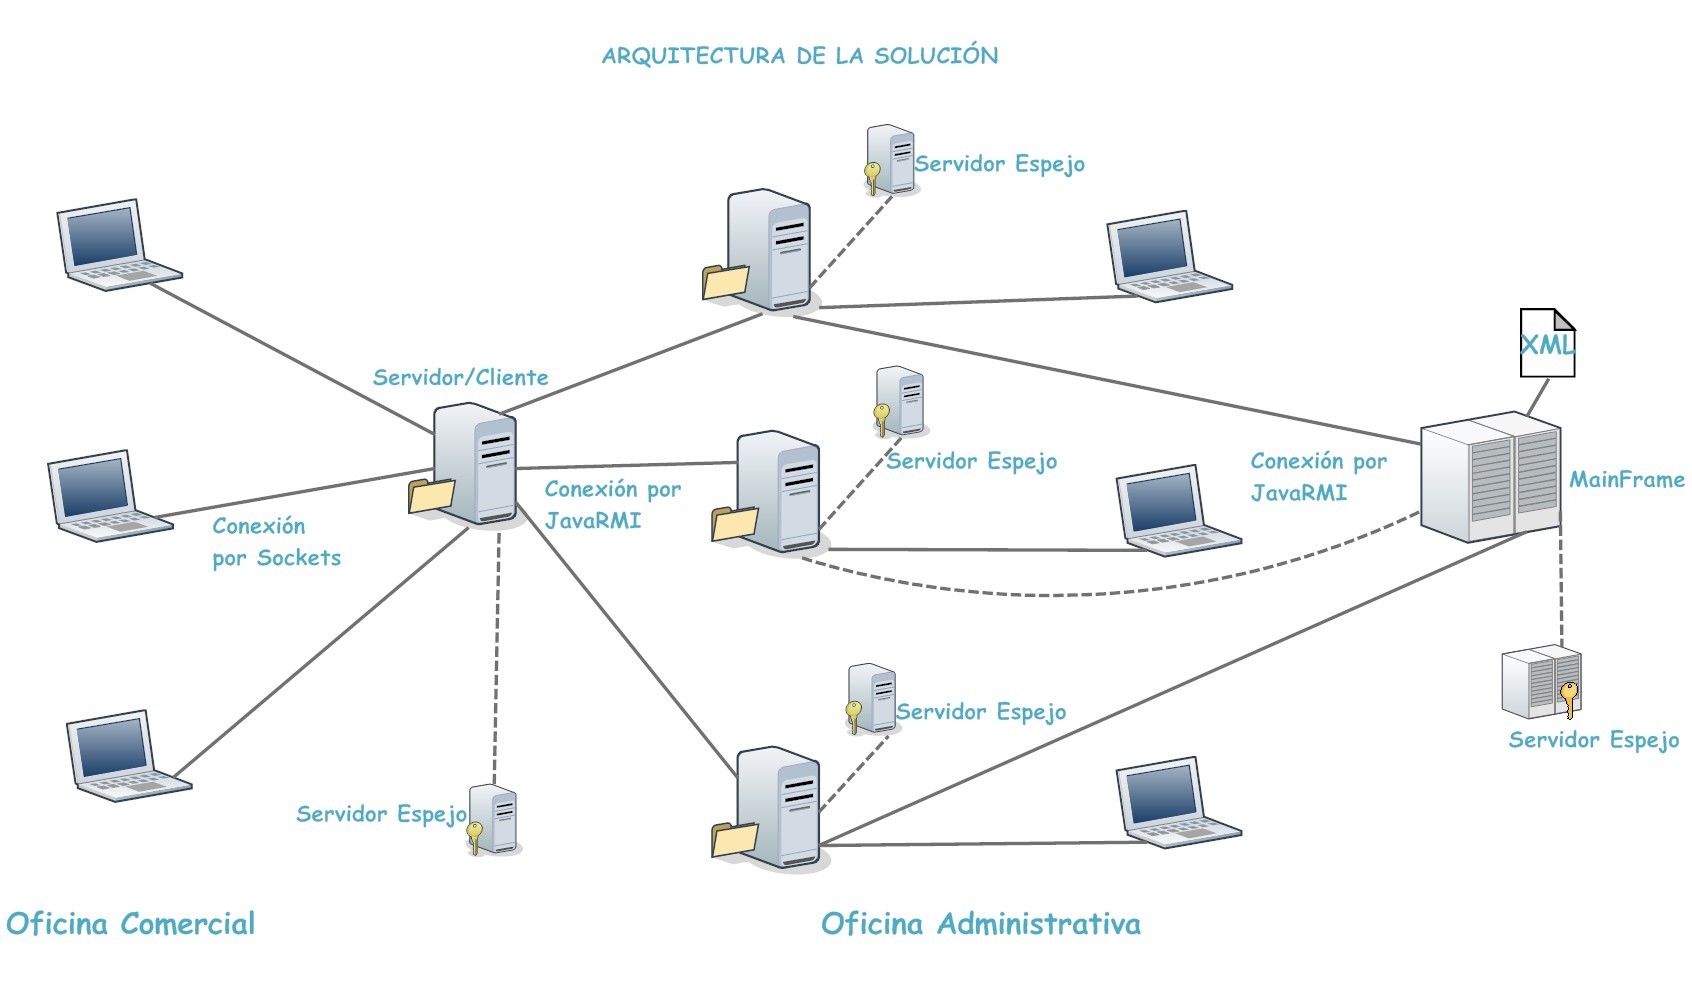 ARQUITECTURA DE LA SOLUCIÓN
Servidor Espejo
XML
Servidor/Cliente
Servidor Espejo
Conexión por
JavaRMI
MainFrame
Conexión por
JavaRMI
Conexión
por Sockets
Servidor Espejo
Servidor Espejo
Servidor Espejo
Oficina Comercial
Oficina Administrativa